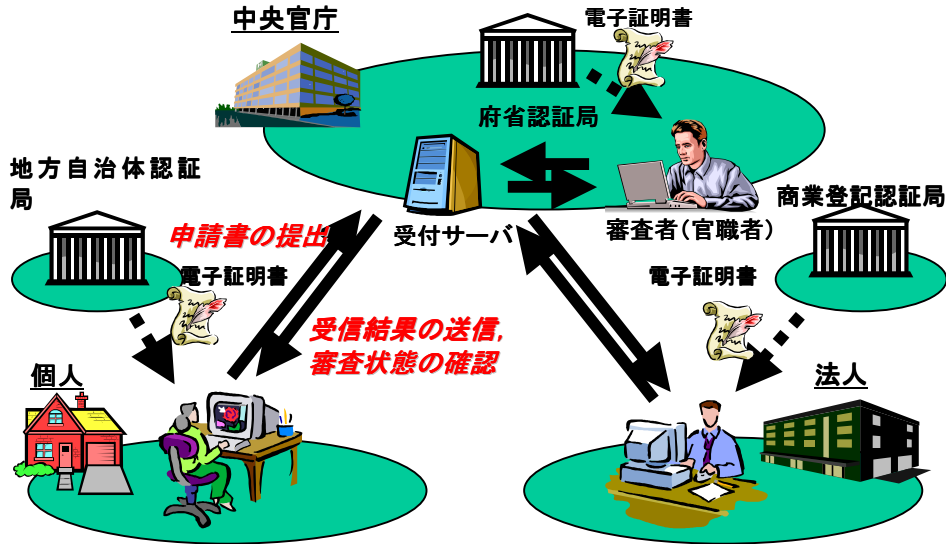 中央官庁
電子証明書
府省認証局
地方自治体認証
局
商業登記認証局
申請書の提出
受付サーバ
審査者(官職者)
電子証明書
電子証明書
受信結果の送信,
審査状態の確認
個人
法人